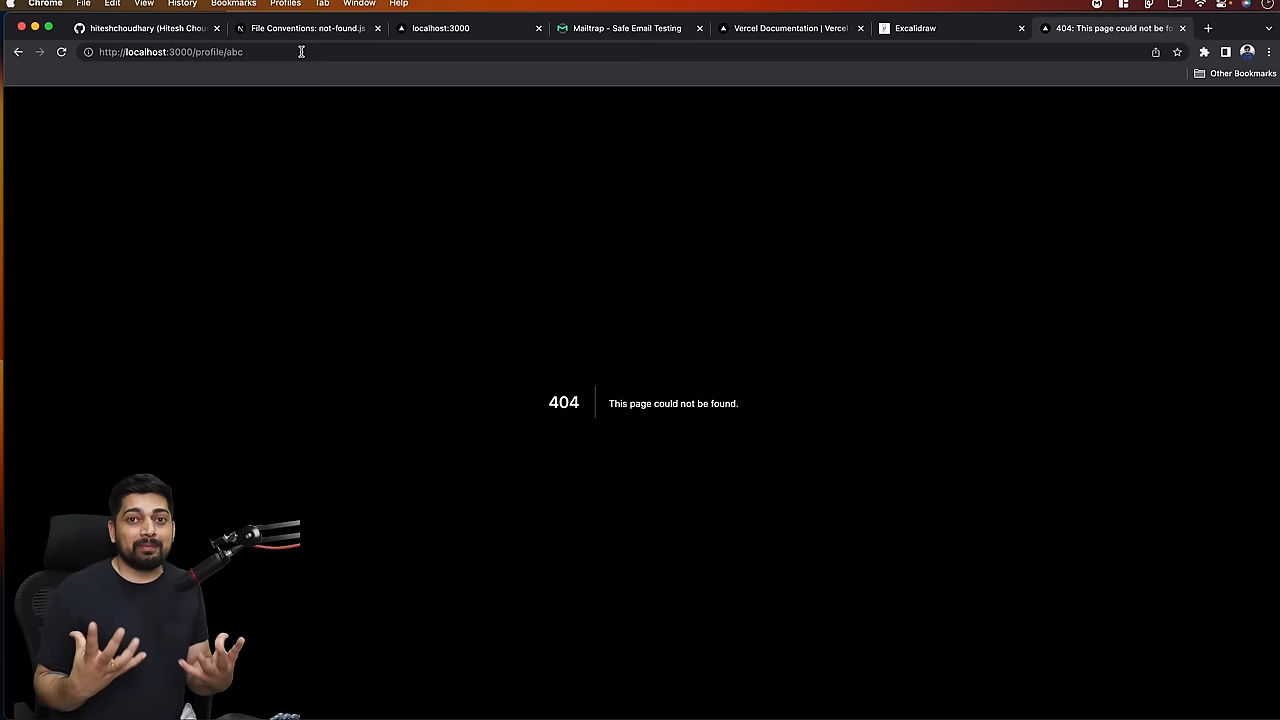 Chrome File Edit View History Bookmarks Profiles Tab Window Help
hiteshchoudhary (Hitesh Chou File Conventions: not-found.js localhost:3000 Mailtrap - Safe Email Testing Vercel Documentation | Vercel Excalidraw 404: This page could not be fo
http://localhost:3000/profile/abc
Other Bookmarks
404 This page could not be found.